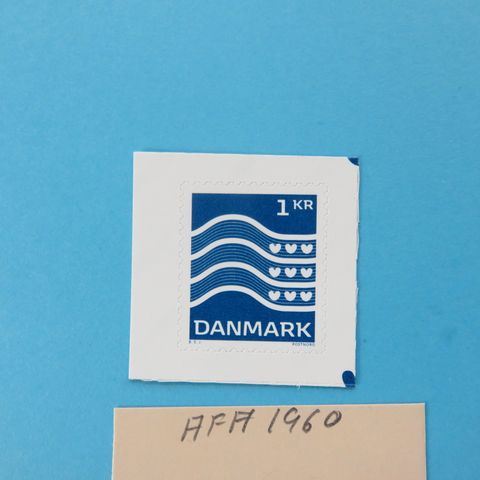 1 KR
DANMARK
POSTNORD
AFA 1960